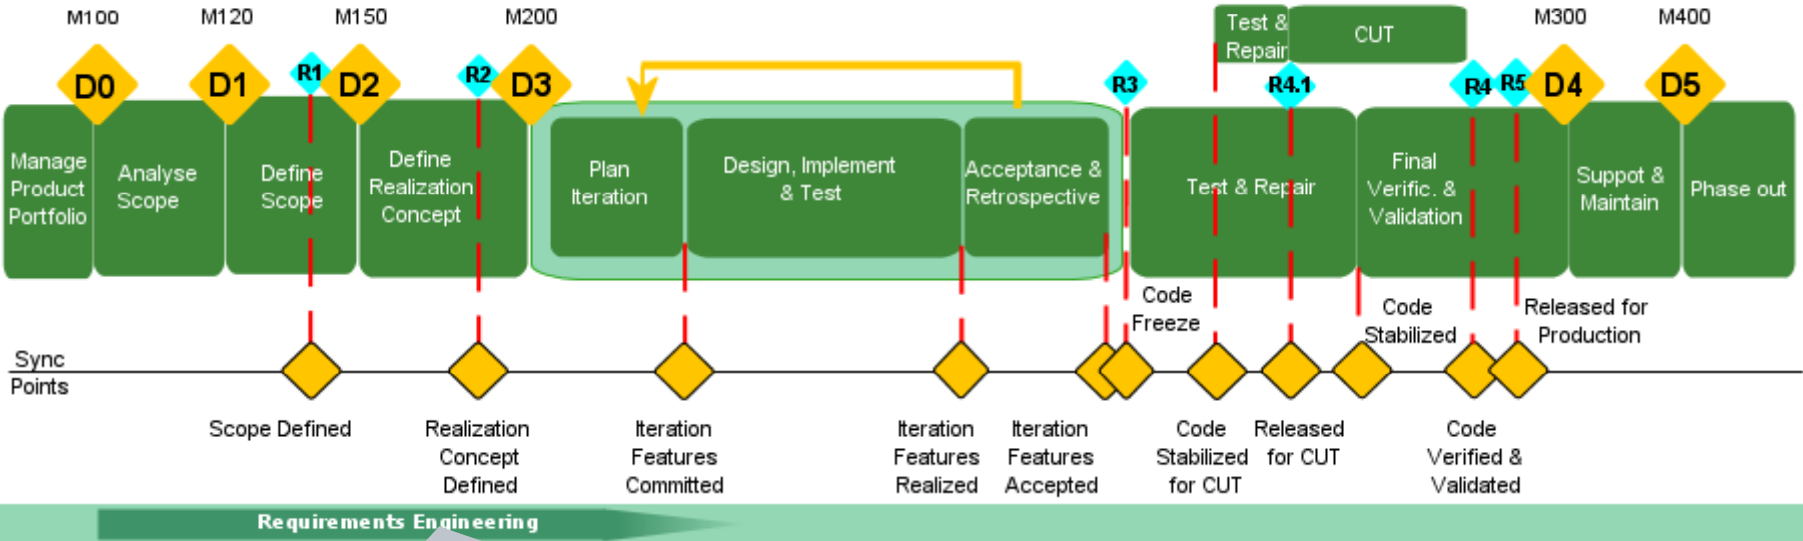 M100
M120
M150
M200
M300
M400
Test &
Repair
CUT
D0
D1
R1
D2
R2
D3
R3
R4.1
R4
R5
D4
D5
Manage
Product
Portfolio
Analyse
Scope
Define
Scope
Define
Realization
Concept
Plan
Iteration
Design, Implement
& Test
Acceptance &
Retrospective
Test & Repair
Final
Verific. &
Validation
Suppot &
Maintain
Phase out
Code
Freeze
Code
Stabilized
Released for
Production
Sync
Points
Scope Defined
Realization
Concept
Defined
Iteration
Features
Committed
Iteration
Features
Realized
Iteration
Features
Accepted
Code
Stabilized
for CUT
Released
for CUT
Code
Verified &
Validated
Requirements Engineering